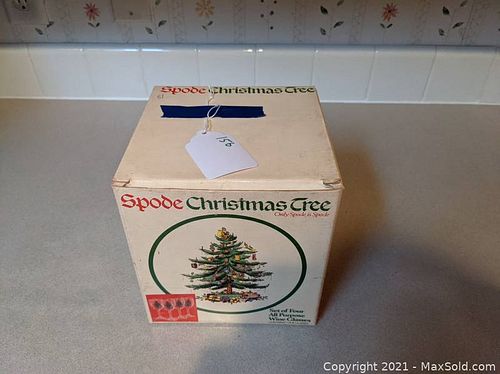 Spode Christmas Tree
Spode Christmas Tree
Only Spode is Spode
Set of Four
All Purpose
Wine Glasses
Copyright 2021 - MaxSold.com